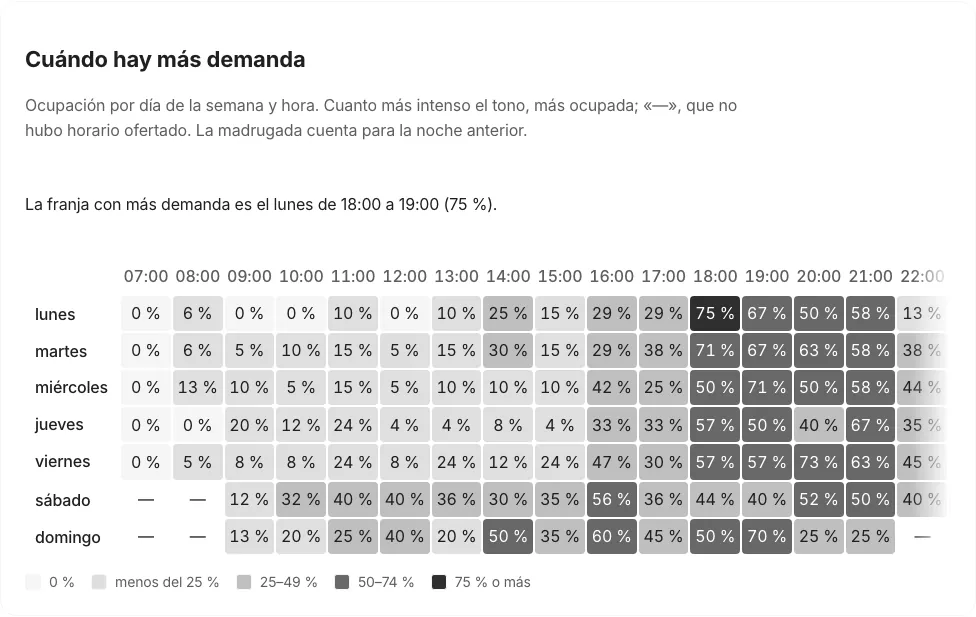 Cuándo hay más demanda
Ocupación por día de la semana y hora. Cuanto más intenso el tono, más ocupada; «—», que no
hubo horario ofertado. La madrugada cuenta para la noche anterior.
La franja con más demanda es el lunes de 18:00 a 19:00 (75 %).
07:00 08:00 09:00 10:00 11:00 12:00 13:00 14:00 15:00 16:00 17:00 18:00 19:00 20:00 21:00 22:00
lunes 0 % 6 % 0 % 0 % 10 % 0 % 10 % 25 % 15 % 29 % 29 % 75 % 67 % 50 % 58 % 13 %
martes 0 % 6 % 5 % 10 % 15 % 5 % 15 % 30 % 15 % 29 % 38 % 71 % 67 % 63 % 58 % 38 %
miércoles 0 % 13 % 10 % 5 % 15 % 5 % 10 % 10 % 10 % 42 % 25 % 50 % 71 % 50 % 58 % 44 %
jueves 0 % 0 % 20 % 12 % 24 % 4 % 4 % 8 % 4 % 33 % 33 % 57 % 50 % 40 % 67 % 35 %
viernes 0 % 5 % 8 % 8 % 24 % 8 % 24 % 12 % 24 % 47 % 30 % 57 % 57 % 73 % 63 % 45 %
sábado — — 12 % 32 % 40 % 40 % 36 % 30 % 35 % 56 % 36 % 44 % 40 % 52 % 50 % 40 %
domingo — — 13 % 20 % 25 % 40 % 20 % 50 % 35 % 60 % 45 % 50 % 70 % 25 % 25 % —
0 % menos del 25 % 25–49 % 50–74 % 75 % o más